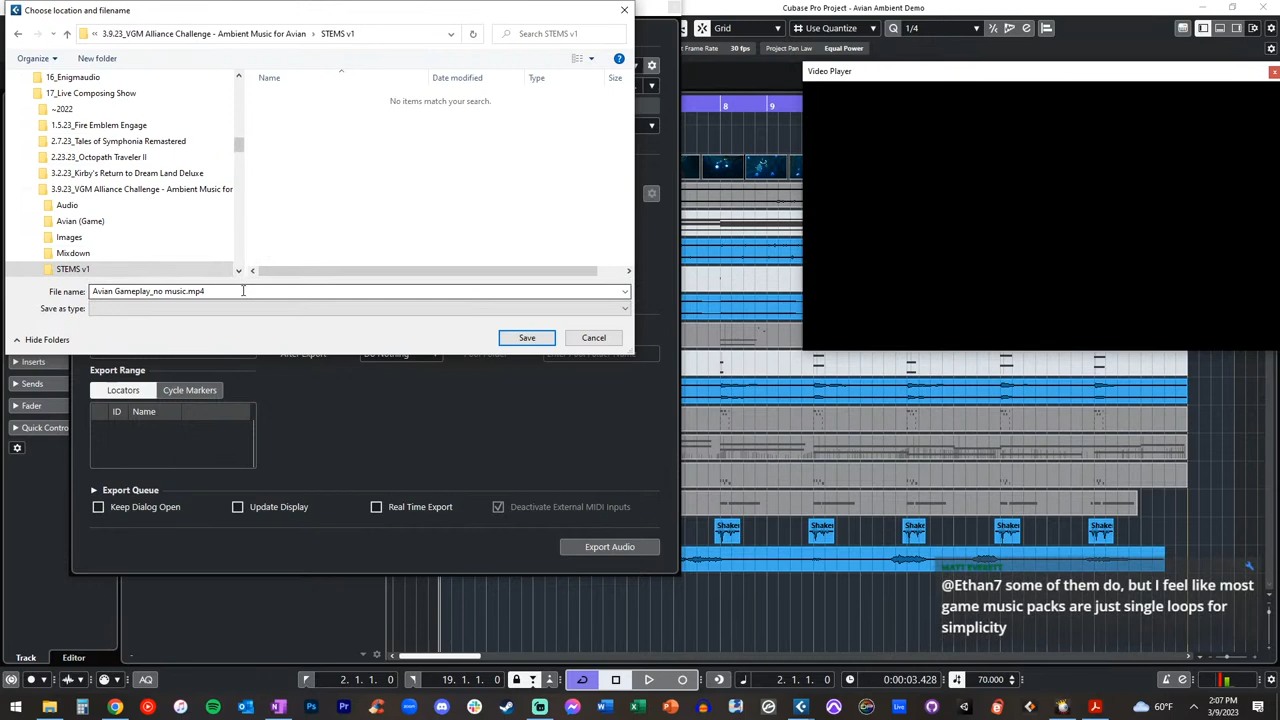 Choose location and filename
Cubase Pro Project - Avian Ambient Demo
« 3.9.23_VGM Alliance Challenge - Ambient Music for Avian › STEMS v1
Search STEMS v1
Grid
Use Quantize
Q
1/4
Organize
New folder
Frame Rate 30 fps Project Pan Law Equal Power
16_Enigmaudio
17_Live Composing Show
~2022
1.5.23_Fire Emblem Engage
2.7.23_Tales of Symphonia Remastered
2.23.23_Octopath Traveler II
3.2.23_Kirby's Return to Dream Land Deluxe
3.9.23_VGM Alliance Challenge - Ambient Music for
Audio
Avian (Game)
Images
Mixdown
STEMS v1
Name Date modified Type Size
No items match your search.
Video Player
8 9
File name: Avian Gameplay_no music.mp4
Save as type:
Hide Folders
Save
Cancel
Inserts
Sends
Fader
Quick Contro
Export Range
Locators Cycle Markers
ID Name
Export Queue
Keep Dialog Open
Update Display
Real Time Export
Deactivate External MIDI Inputs
Export Audio
Shaker Shaker Shaker Shaker Shaker
MATT EVERETT
@Ethan7 some of them do, but I feel like most
game music packs are just single loops for
simplicity
Track Editor
AQ
2. 1. 1. 0
19. 1. 1. 0
2. 1. 1. 0
0:00:03.428
70.000
60°F
2:07 PM
3/9/2023